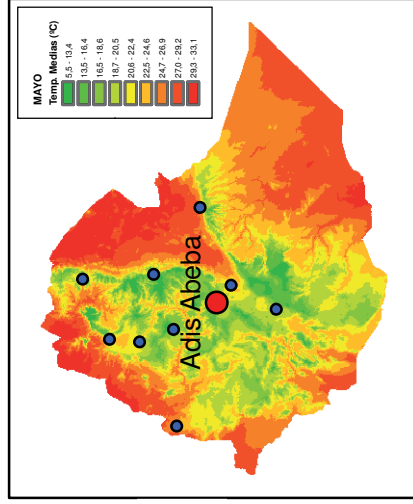 MAYO
Temp. Medias (ºC)
5,5 - 13,4
13,5 - 16,4
16,5 - 18,6
18,7 - 20,5
20,6 - 22,4
22,5 - 24,6
24,7 - 26,9
27,0 - 29,2
29,3 - 33,1
Adis Abeba